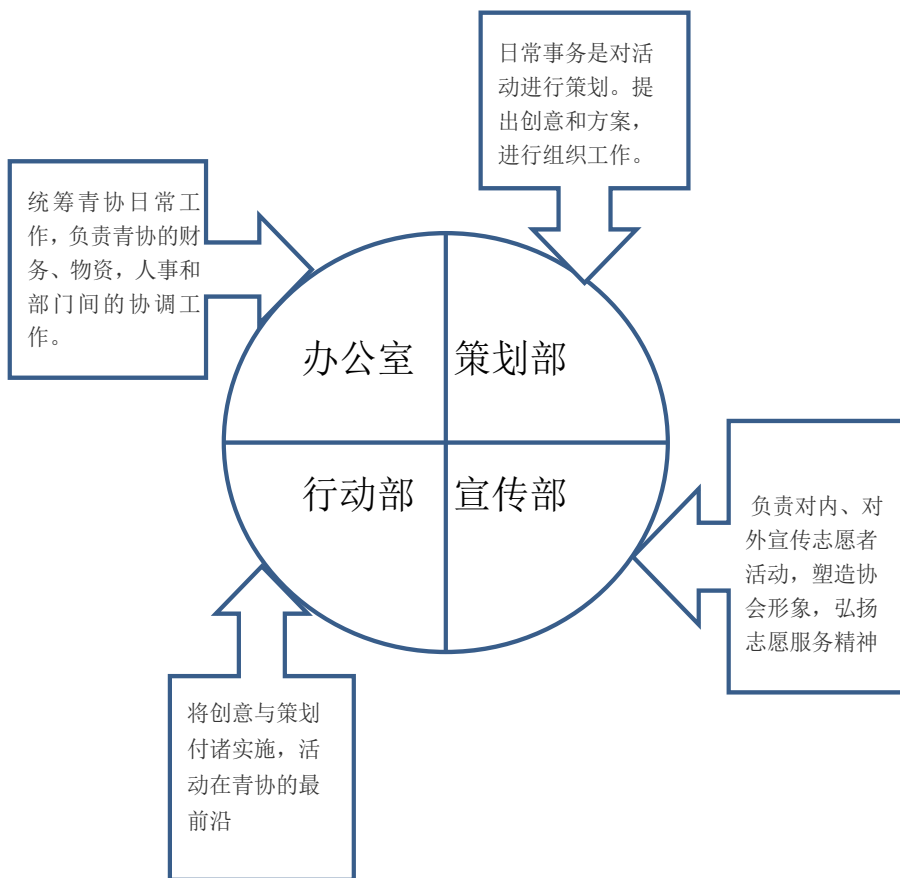 日常事务是对活
动进行策划。提
出创意和方案，
进行组织工作。
统筹青协日常工
作，负责青协的财
务、物资，人事和
部门间的协调工
作。
办公室
策划部
行动部
宣传部
负责对内、对
外宣传志愿者
活动，塑造协
会形象，弘扬
志愿服务精神
将创意与策划
付诸实施，活
动在青协的最
前沿